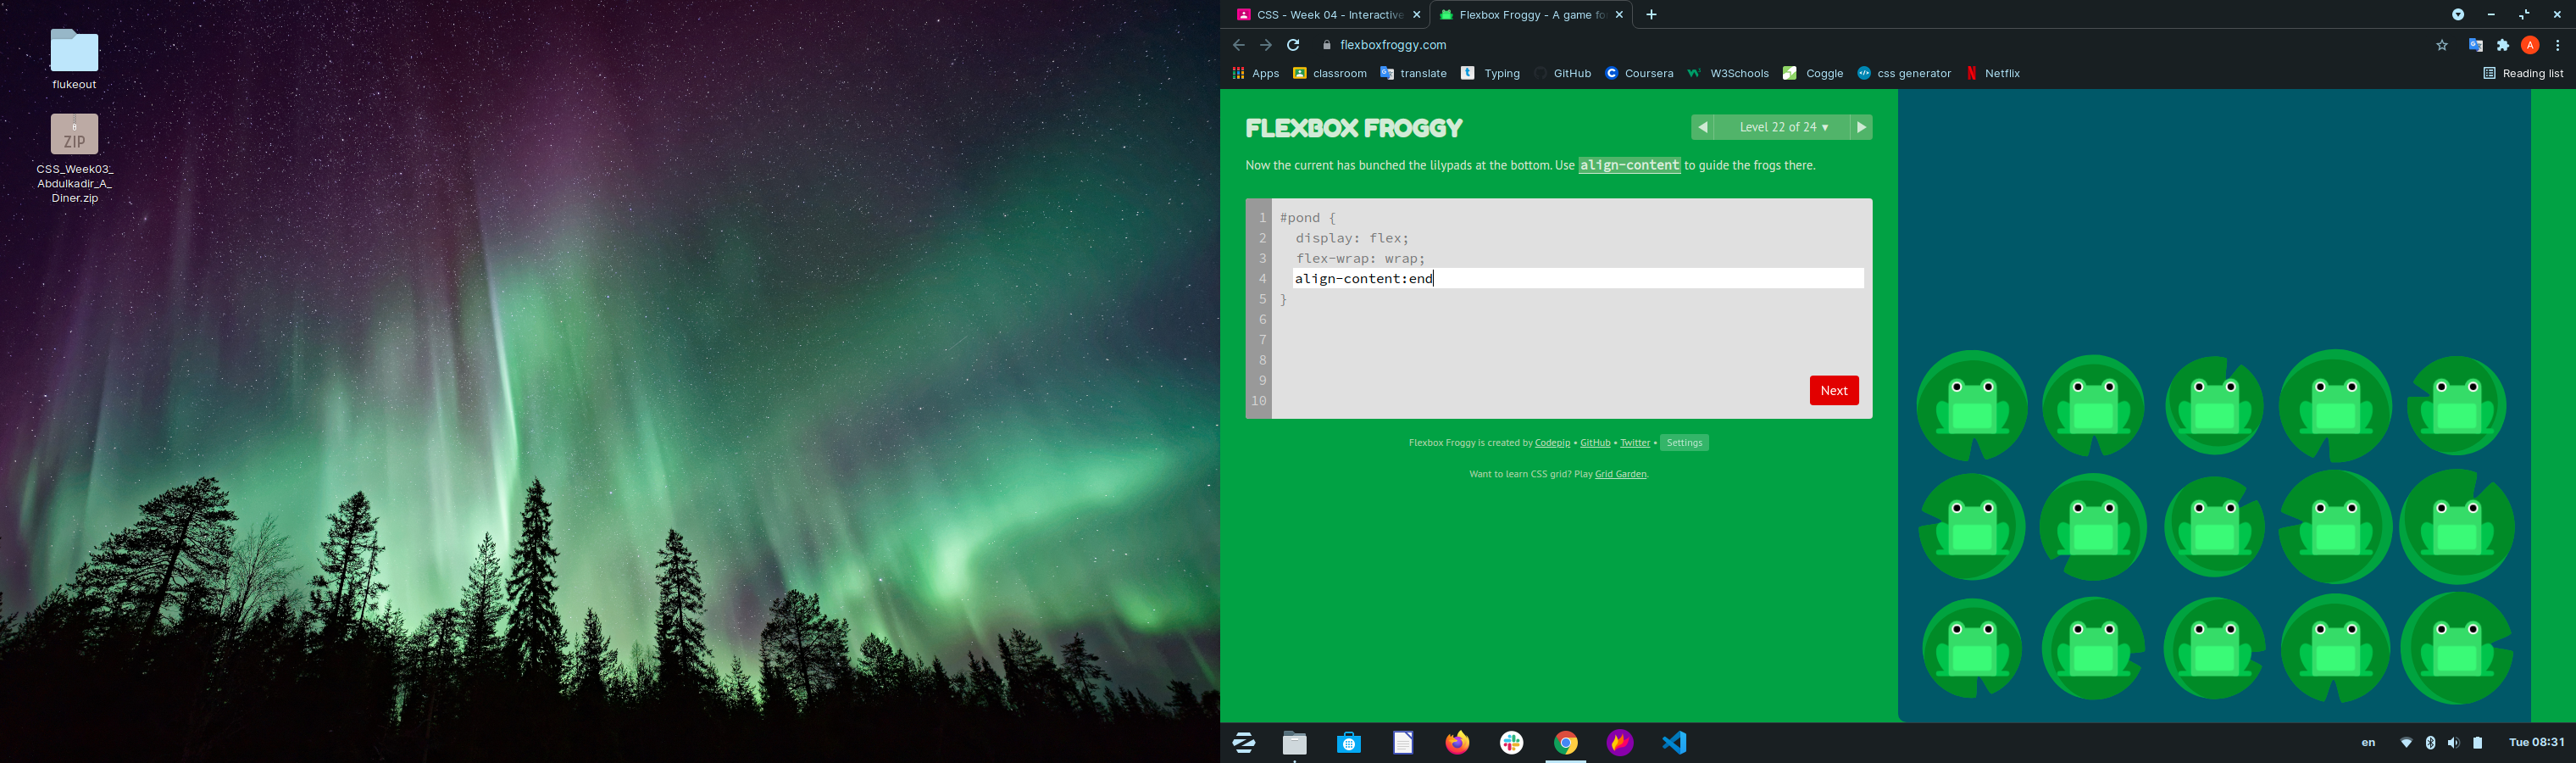 flukeout
ZIP
CSS_Week03_
Abdulkadir_A_
Diner.zip
CSS - Week 04 - Interactive
Flexbox Froggy - A game fo
flexboxfroggy.com
A
Apps
classroom
translate
Typing
GitHub
Coursera
W3Schools
Coggle
css generator
Netflix
Reading list
FLEXBOX FROGGY
Level 22 of 24 ▾
Now the current has bunched the lilypads at the bottom. Use align-content to guide the frogs there.
1 #pond {
2 display: flex;
3 flex-wrap: wrap;
4 align-content:end
5 }
6
7
8
9
10
Next
Flexbox Froggy is created by Codepip • GitHub • Twitter • Settings
Want to learn CSS grid? Play Grid Garden.
en
Tue 08:31